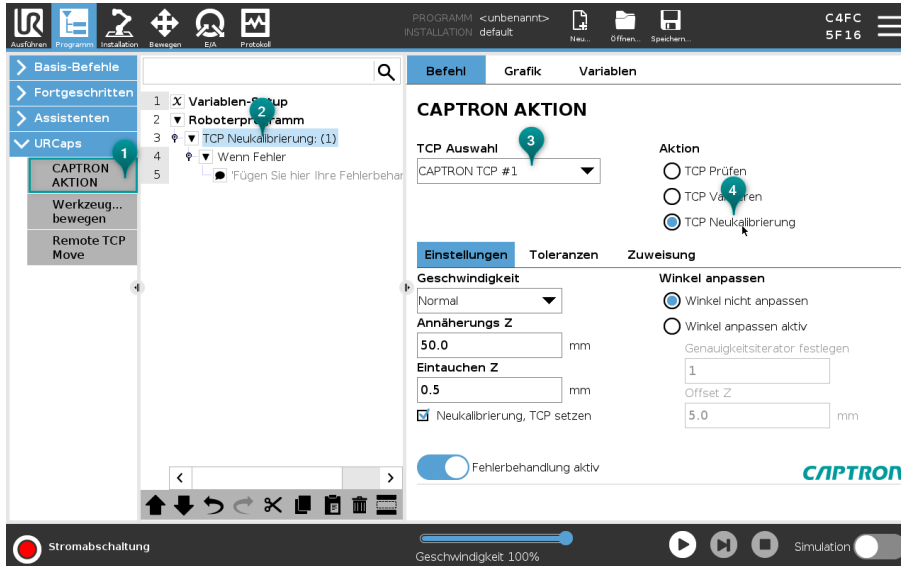 PROGRAMM <unbenannt>
INSTALLATION default
C4FC
5F16
Ausführen
Programm
Installation
Bewegen
E/A
Protokoll
Neu...
Öffnen...
Speichern...
Basis-Befehle
Fortgeschritten
Assistenten
URCaps
1
CAPTRON
AKTION
Werkzeug...
bewegen
Remote TCP
Move
1 X Variablen-Setup
2
2 Roboterprogramm
3 TCP Neukalibrierung: (1)
4 Wenn Fehler
5 'Fügen Sie hier Ihre Fehlerbehar
Befehl
Grafik
Variablen
CAPTRON AKTION
TCP Auswahl
3
CAPTRON TCP #1
Aktion
TCP Prüfen
4
TCP Neukalibrierung
Einstellungen
Toleranzen
Zuweisung
Geschwindigkeit
Normal
Annäherungs Z
50.0 mm
Eintauchen Z
0.5 mm
Neukalibrierung, TCP setzen
Winkel anpassen
Winkel nicht anpassen
Winkel anpassen aktiv
Genauigkeitsiterator festlegen
1
Offset Z
5.0 mm
Fehlerbehandlung aktiv
CAPTRON
Stromabschaltung
Geschwindigkeit 100%
Simulation